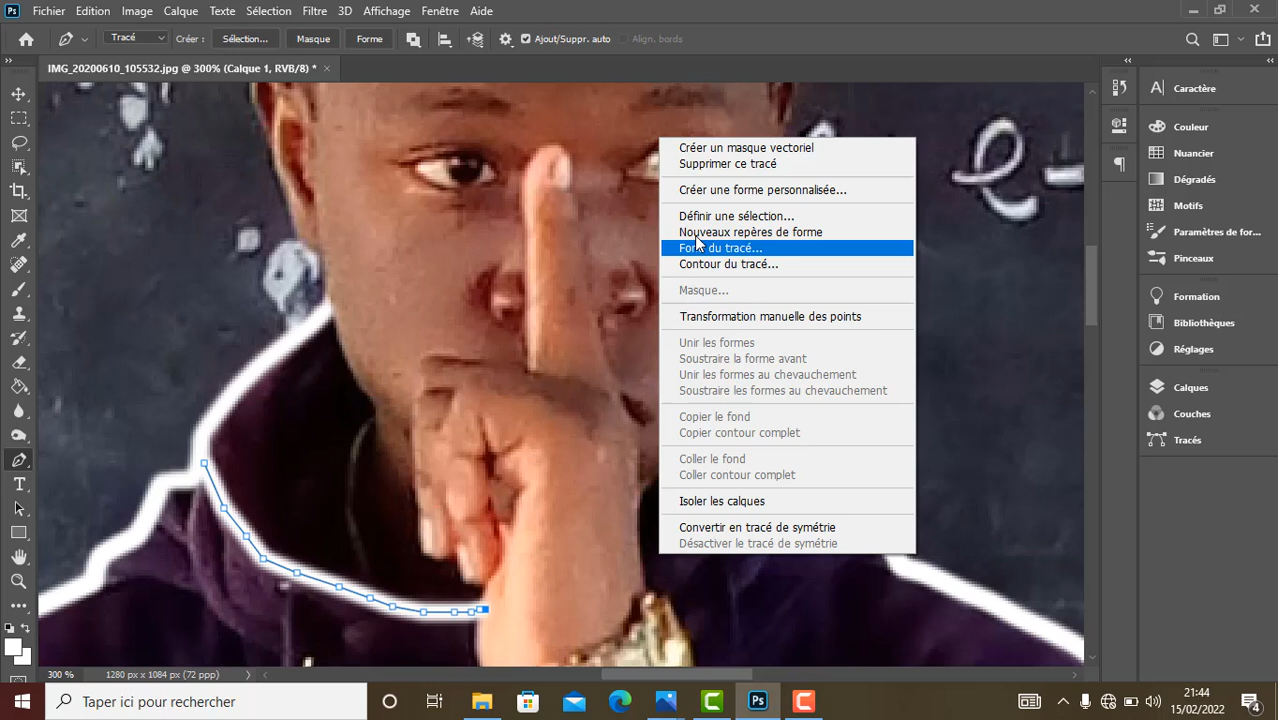 Ps Fichier Edition Image Calque Texte Sélection Filtre 3D Affichage Fenêtre Aide
Tracé Créer : Sélection... Masque Forme Ajout/Suppr. auto Align. bords
IMG_20200610_105532.jpg @ 300% (Calque 1, RVB/8) * ×
Créer un masque vectoriel
Supprimer ce tracé
Créer une forme personnalisée...
Définir une sélection...
Nouveaux repères de forme
Fond du tracé...
Contour du tracé...
Masque...
Transformation manuelle des points
Unir les formes
Soustraire la forme avant
Unir les formes au chevauchement
Soustraire les formes au chevauchement
Copier le fond
Copier contour complet
Coller le fond
Coller contour complet
Isoler les calques
Convertir en tracé de symétrie
Désactiver le tracé de symétrie
Caractère
Couleur
Nuancier
Dégradés
Motifs
Paramètres de fo...
Pinceaux
Formation
Bibliothèques
Réglages
Calques
Couches
Tracés
e-
300 % 1280 px x 1084 px (72 ppp)
Taper ici pour rechercher
Ps
21:44
15/02/2022
4